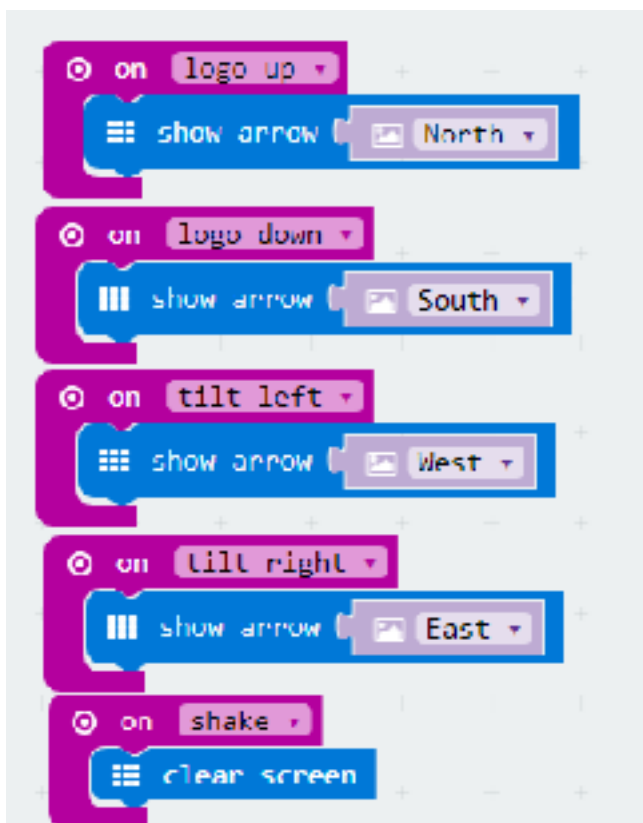 on logo up
show arrow North
on logo down
show arrow South
on tilt left
show arrow West
on tilt right
show arrow East
on shake
clear screen